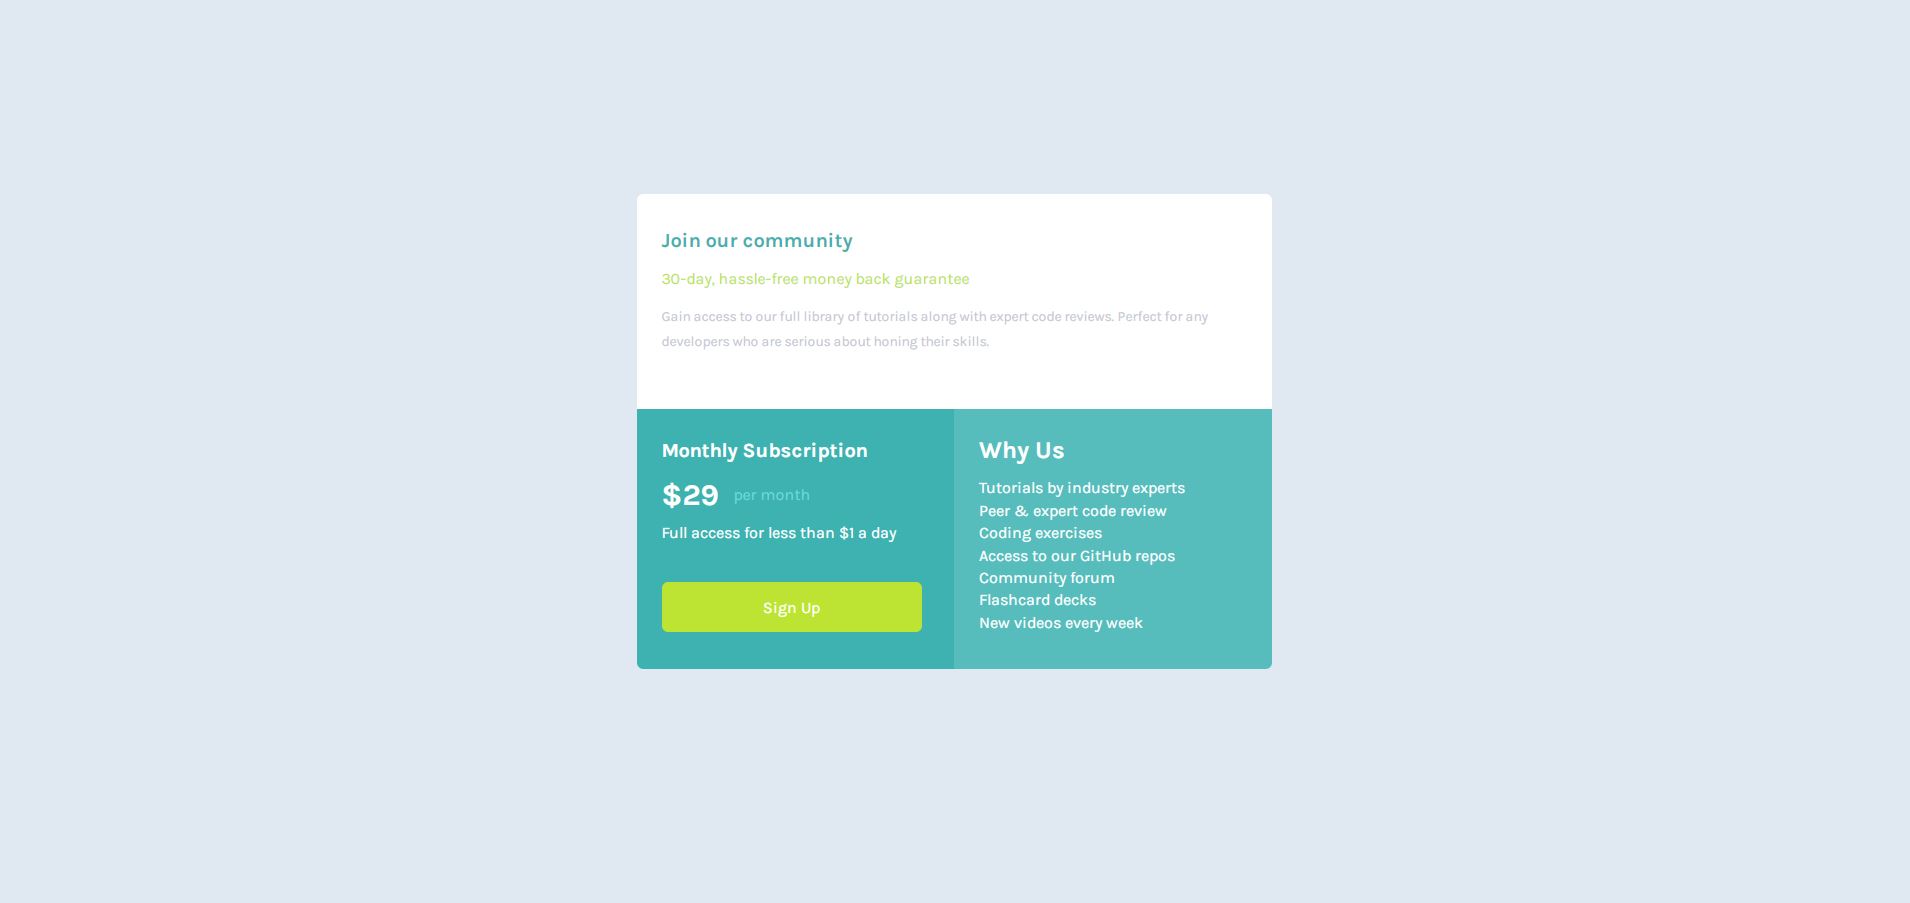 Join our community
30-day, hassle-free money back guarantee
Gain access to our full library of tutorials along with expert code reviews. Perfect for any
developers who are serious about honing their skills.
Monthly Subscription
$29 per month
Full access for less than $1 a day
Sign Up
Why Us
Tutorials by industry experts
Peer & expert code review
Coding exercises
Access to our GitHub repos
Community forum
Flashcard decks
New videos every week